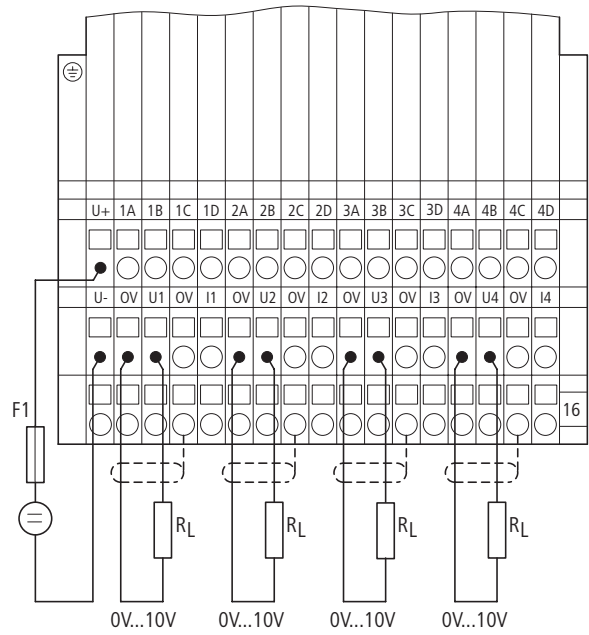 U+ 1A 1B 1C 1D 2A 2B 2C 2D 3A 3B 3C 3D 4A 4B 4C 4D
U- 0V U1 0V I1 0V U2 0V I2 0V U3 0V I3 0V U4 0V I4
F1
16
RL RL RL RL
0V...10V 0V...10V 0V...10V 0V...10V